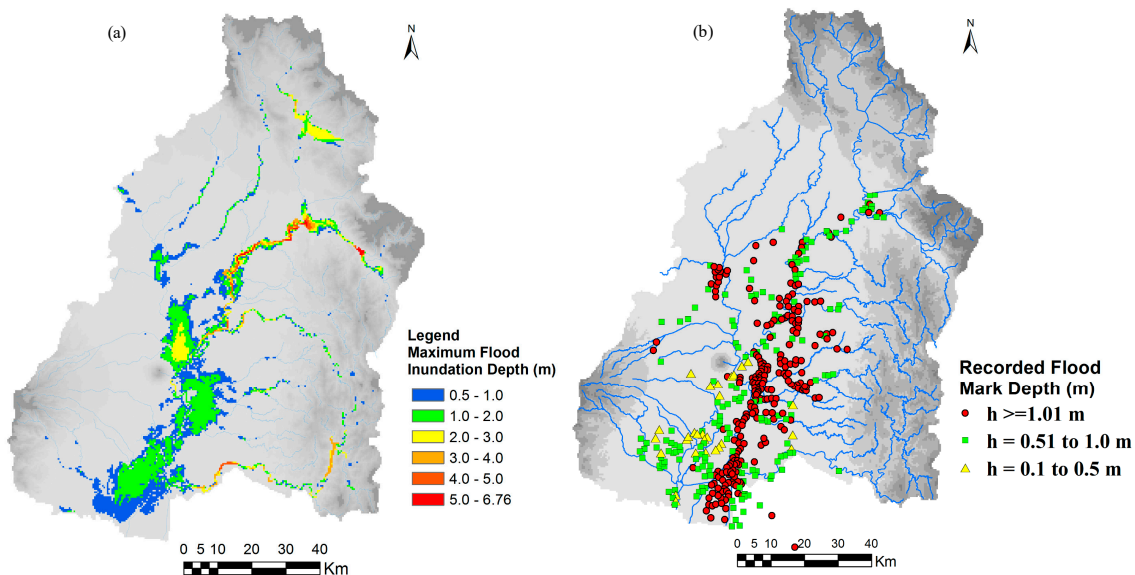 (a)
N
Legend
Maximum Flood
Inundation Depth (m)
0.5 - 1.0
1.0 - 2.0
2.0 - 3.0
3.0 - 4.0
4.0 - 5.0
5.0 - 6.76
0 5 10 20 30 40
Km
(b)
N
Recorded Flood
Mark Depth (m)
h >=1.01 m
h = 0.51 to 1.0 m
h = 0.1 to 0.5 m
0 5 10 20 30 40
Km